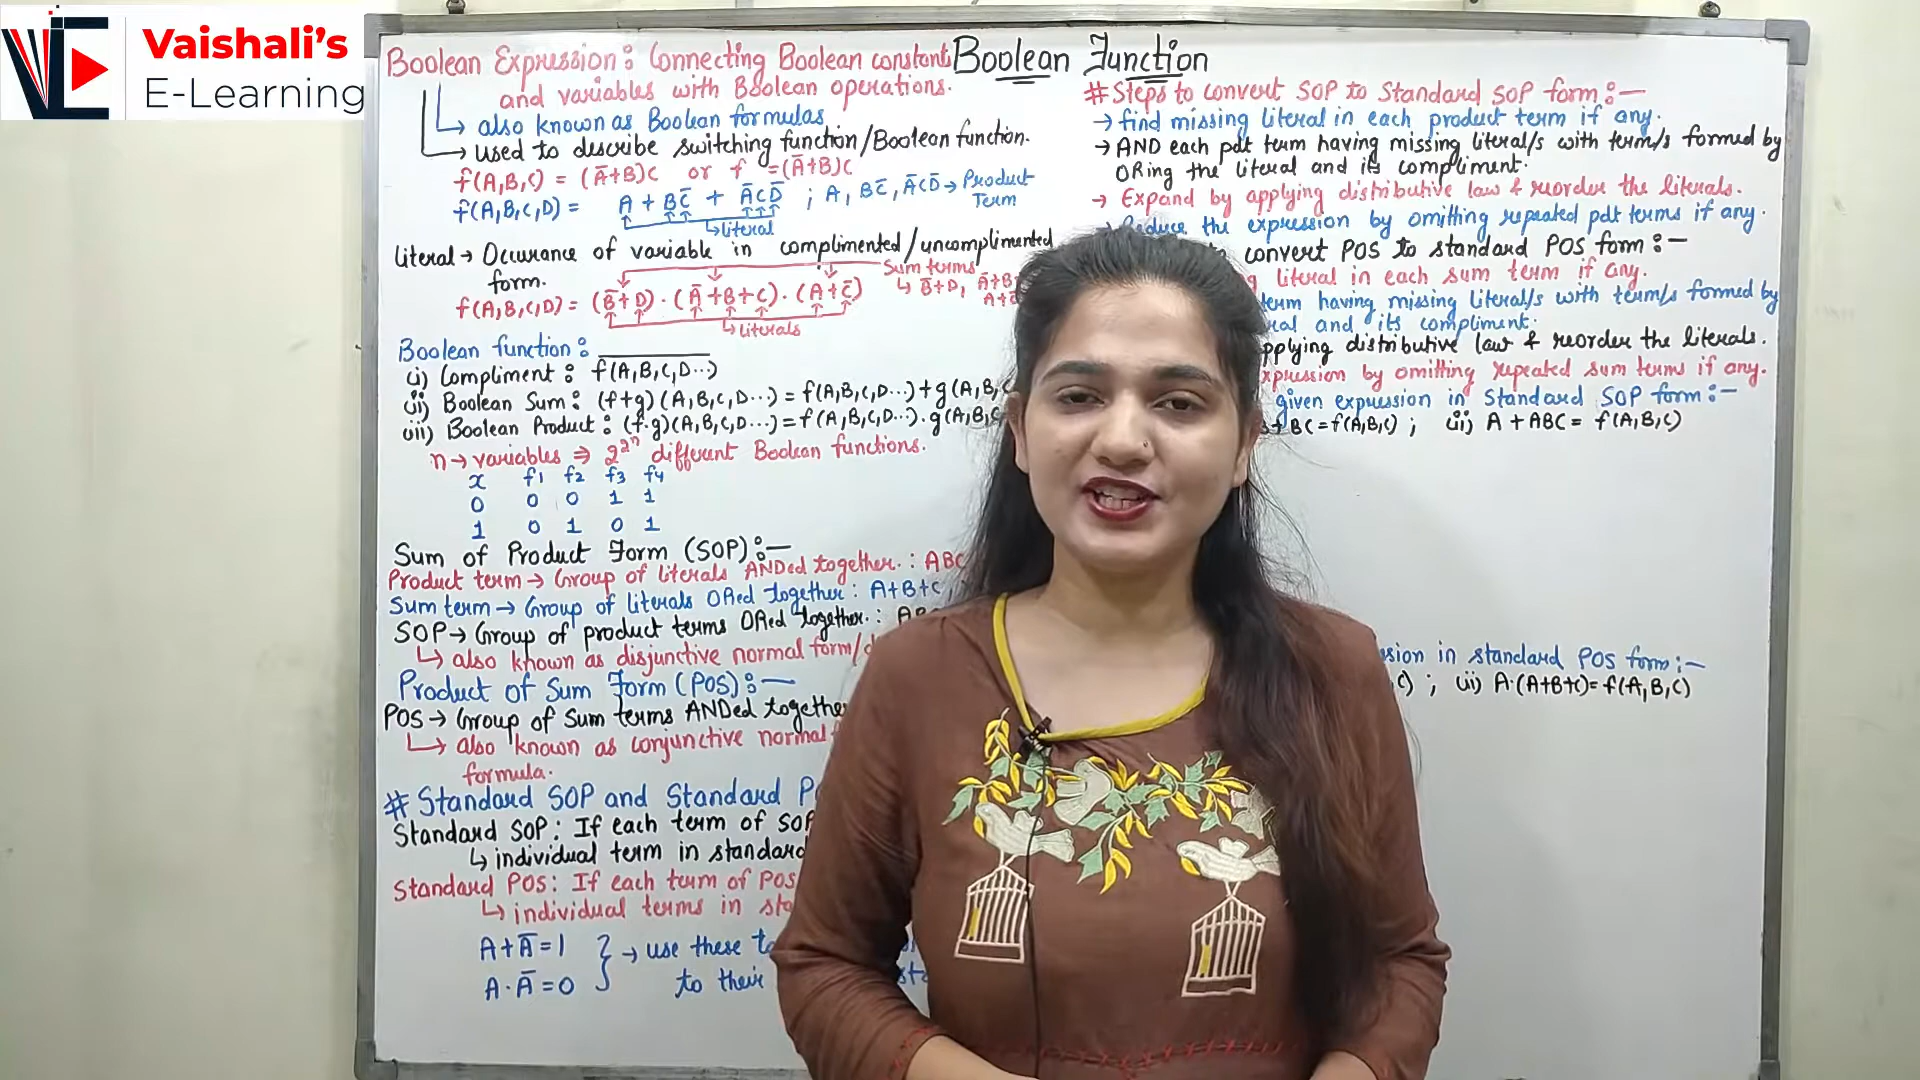 Vaishali's
E-Learning
Boolean Function
Boolean Expression: Connecting Boolean constant
and variables with Boolean operations.
↳ also known as Boolean formulas
→ used to describe switching function/Boolean function.
f(A,B,C) = (A̅+B)C or f = (A̅+B)C
f(A,B,C,D) = A + BC̅ + A̅CD̅ ; A, BC̅, A̅CD̅ → Product
Term
↳ literal
Literal → Occurance of variable in complimented/uncomplimented
form.
Sum terms
↳ B̅+D, A̅+B
f(A,B,C,D) = (B̅+D)·(A̅+B+C)·(A+C̅)
↳ literals
Boolean function:
(i) Compliment : f(A,B,C,D...)
(ii) Boolean Sum: (f+g)(A,B,C,D...) = f(A,B,C,D...)+g(A,B,C
(iii) Boolean Product : (f·g)(A,B,C,D...) = f(A,B,C,D...)·g(A,B,C
n → variables ⇒ 2^2^n different Boolean functions.
x f1 f2 f3 f4
0 0 0 1 1
1 0 1 0 1
Sum of Product Form (SOP):—
Product term → Group of literals ANDed together. : ABC
Sum term → Group of literals ORed together : A+B+C
SOP → Group of product terms ORed together. :
↳ also known as disjunctive normal form/
Product of Sum Form (POS):—
POS → Group of Sum terms ANDed together
↳ also known as conjunctive normal
formula.
# Standard SOP and Standard
Standard SOP: If each term of SOP
↳ individual term in standard
Standard POS: If each term of POS
↳ individual terms in
A+A̅=1 } → use these
A·A̅=0 to their
# Steps to convert SOP to Standard SOP form:—
→ find missing literal in each product term if any.
→ AND each pdt term having missing literal/s with term/s formed by
ORing the literal and its compliment.
→ Expand by applying distributive law & reorder the literals.
→ Reduce the expression by omitting repeated pdt terms if any.
convert POS to standard POS form:—
literal in each sum term if any.
term having missing literal/s with term/s formed by
and its compliment.
applying distributive law & reorder the literals.
expression by omitting repeated sum terms if any.
given expression in Standard SOP form:—
+BC=f(A,B,C) ; (ii) A + ABC = f(A,B,C)
in standard POS form:—
; (ii) A·(A+B+C)=f(A,B,C)